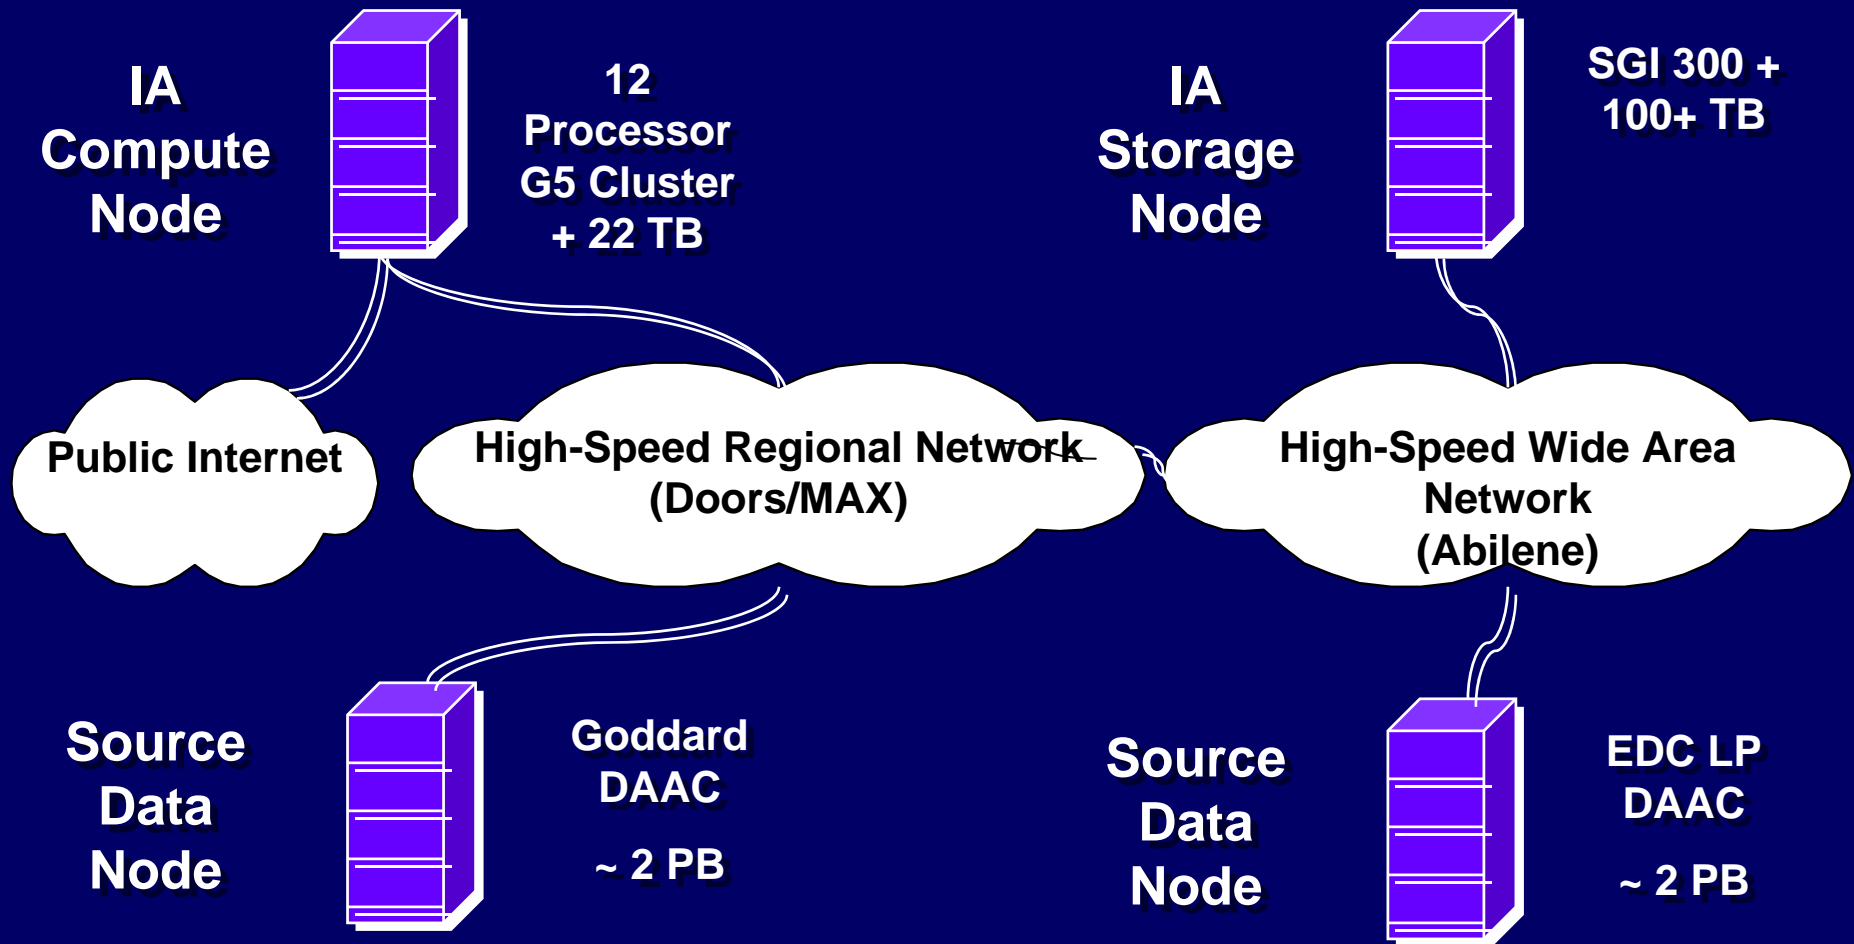 IA
Compute
Node
12
Processor
G5 Cluster
+ 22 TB
IA
Storage
Node
SGI 300 +
100+ TB
Public Internet
High-Speed Regional Network
(Doors/MAX)
High-Speed Wide Area
Network
(Abilene)
Source
Data
Node
Goddard
DAAC
~ 2 PB
Source
Data
Node
EDC LP
DAAC
~ 2 PB